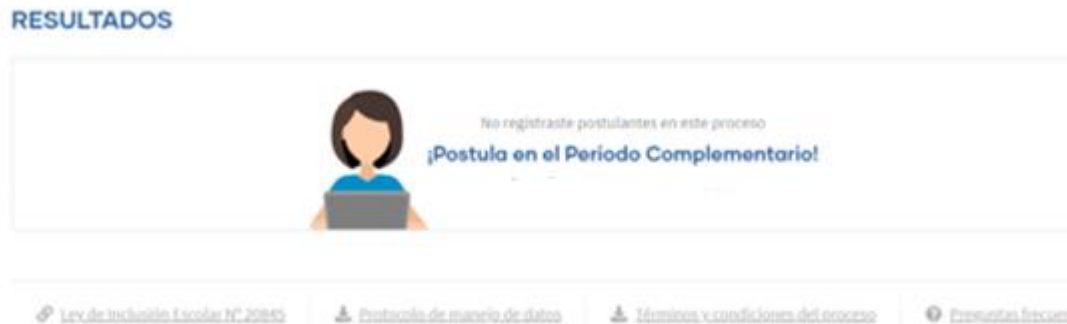 RESULTADOS
No registraste postulantes en este proceso
¡Postula en el Periodo Complementario!
Ley de Inclusión Escolar N° 20845
Protocolo de manejo de datos
Términos y condiciones del proceso
Preguntas frecuen